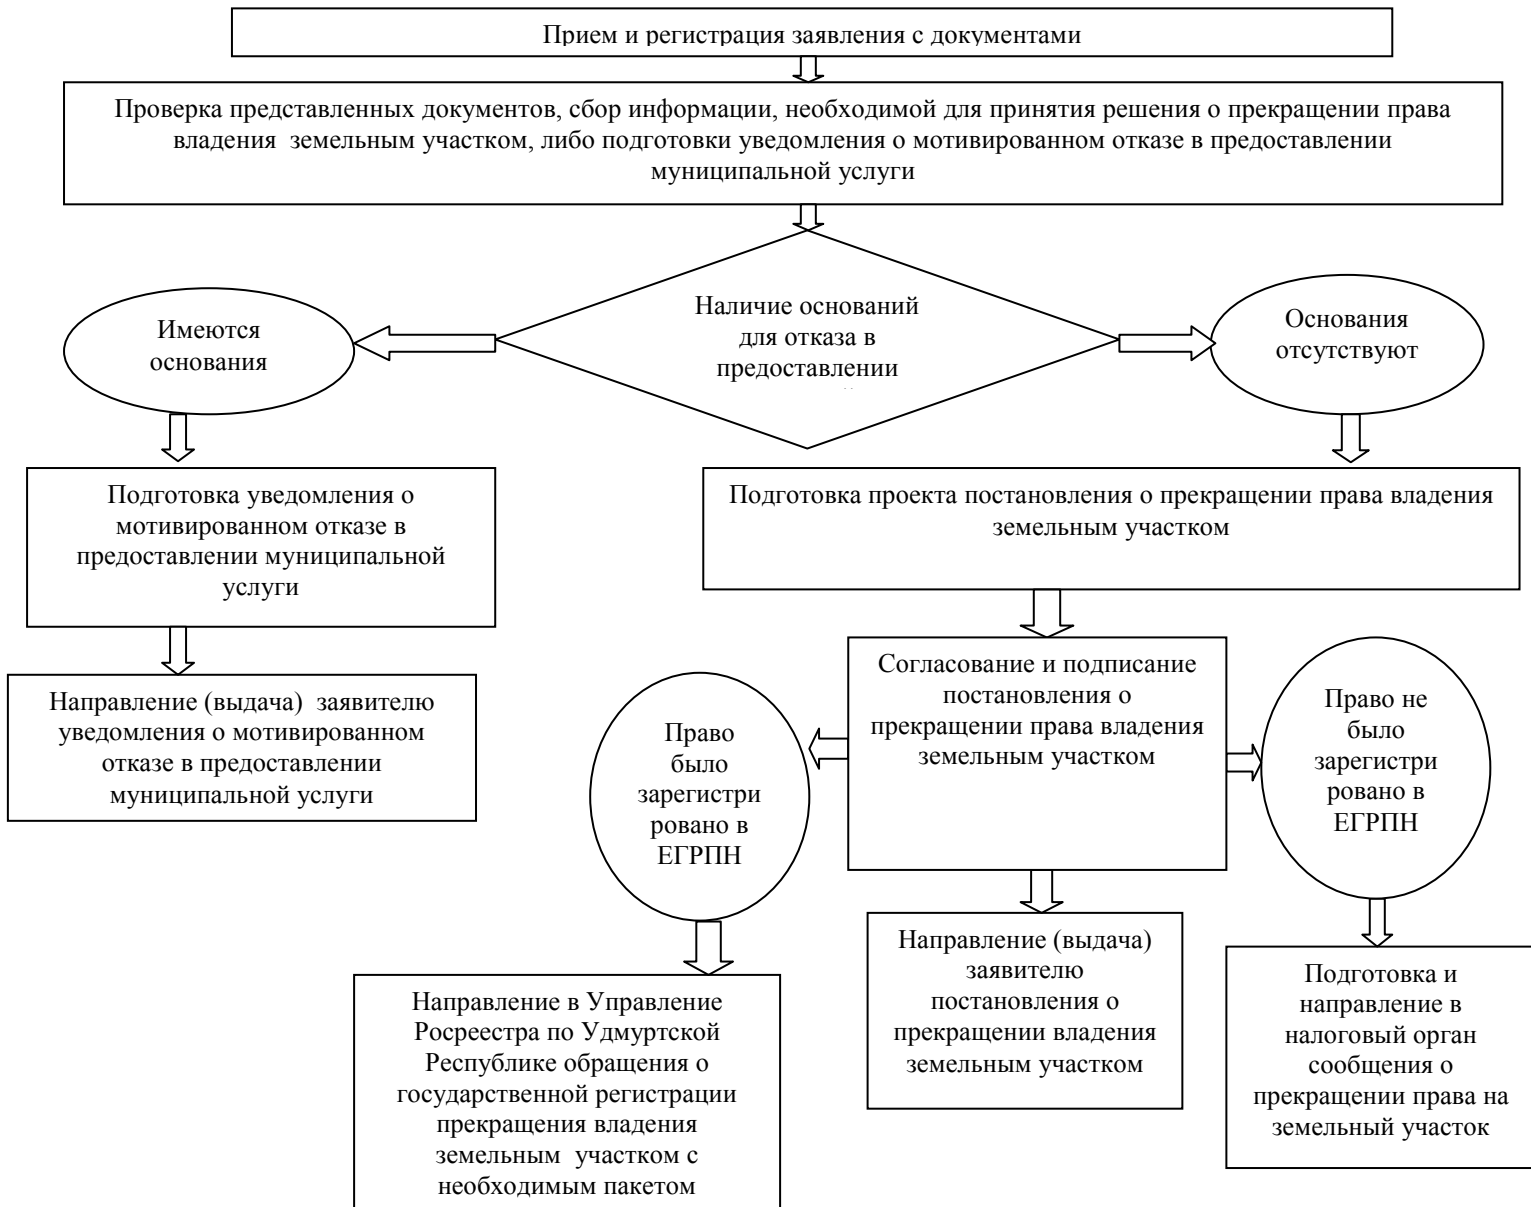 Прием и регистрация заявления с документами
Проверка представленных документов, сбор информации, необходимой для принятия решения о прекращении права
владения земельным участком, либо подготовки уведомления о мотивированном отказе в предоставлении
муниципальной услуги
Наличие оснований
для отказа в
предоставлении
Имеются
основания
Основания
отсутствуют
Подготовка уведомления о
мотивированном отказе в
предоставлении муниципальной
услуги
Подготовка проекта постановления о прекращении права владения
земельным участком
Направление (выдача) заявителю
уведомления о мотивированном
отказе в предоставлении
муниципальной услуги
Согласование и подписание
постановления о
прекращении права владения
земельным участком
Право
было
зарегистри
ровано в
ЕГРПН
Право не
было
зарегистри
ровано в
ЕГРПН
Направление в Управление
Росреестра по Удмуртской
Республике обращения о
государственной регистрации
прекращения владения
земельным участком с
необходимым пакетом
Направление (выдача)
заявителю
постановления о
прекращении владения
земельным участком
Подготовка и
направление в
налоговый орган
сообщения о
прекращении права на
земельный участок